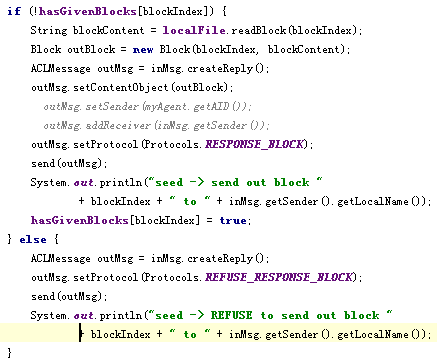 if (!hasGivenBlocks[blockIndex]) {
String blockContent = localFile.readBlock(blockIndex);
Block outBlock = new Block(blockIndex, blockContent);
ACLMessage outMsg = inMsg.createReply();
outMsg.setContentObject(outBlock);
outMsg.setSender(myAgent.getAID());
outMsg.addReceiver(inMsg.getSender());
outMsg.setProtocol(Protocols.RESPONSE_BLOCK);
send(outMsg);
System.out.println("seed -> send out block "
+ blockIndex + " to " + inMsg.getSender().getLocalName());
hasGivenBlocks[blockIndex] = true;
} else {
ACLMessage outMsg = inMsg.createReply();
outMsg.setProtocol(Protocols.REFUSE_RESPONSE_BLOCK);
send(outMsg);
System.out.println("seed -> REFUSE to send out block "
+ blockIndex + " to " + inMsg.getSender().getLocalName());
}